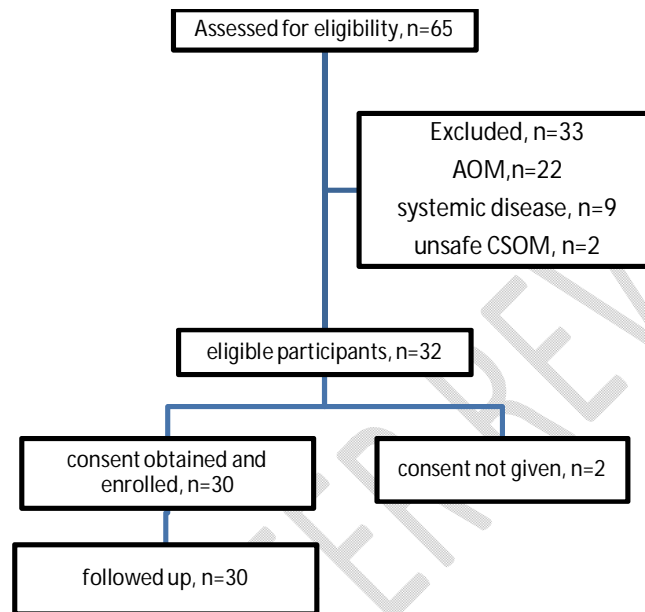 Assessed for eligibility, n=65
Excluded, n=33
AOM,n=22
systemic disease, n=9
unsafe CSOM, n=2
eligible participants, n=32
consent obtained and
enrolled, n=30
consent not given, n=2
followed up, n=30